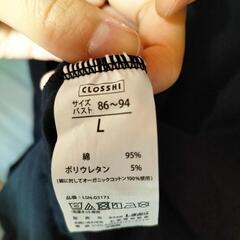 CLOSSHI
サイズ
バスト 86~94
L
綿 95%
ポリウレタン 5%
(綿に対してオーガニックコットン100%使用)